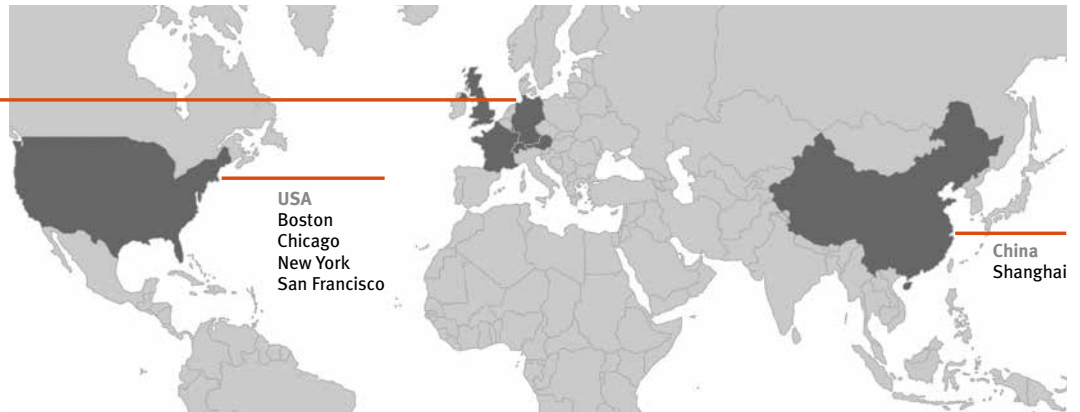 USA
Boston
Chicago
New York
San Francisco
China
Shanghai